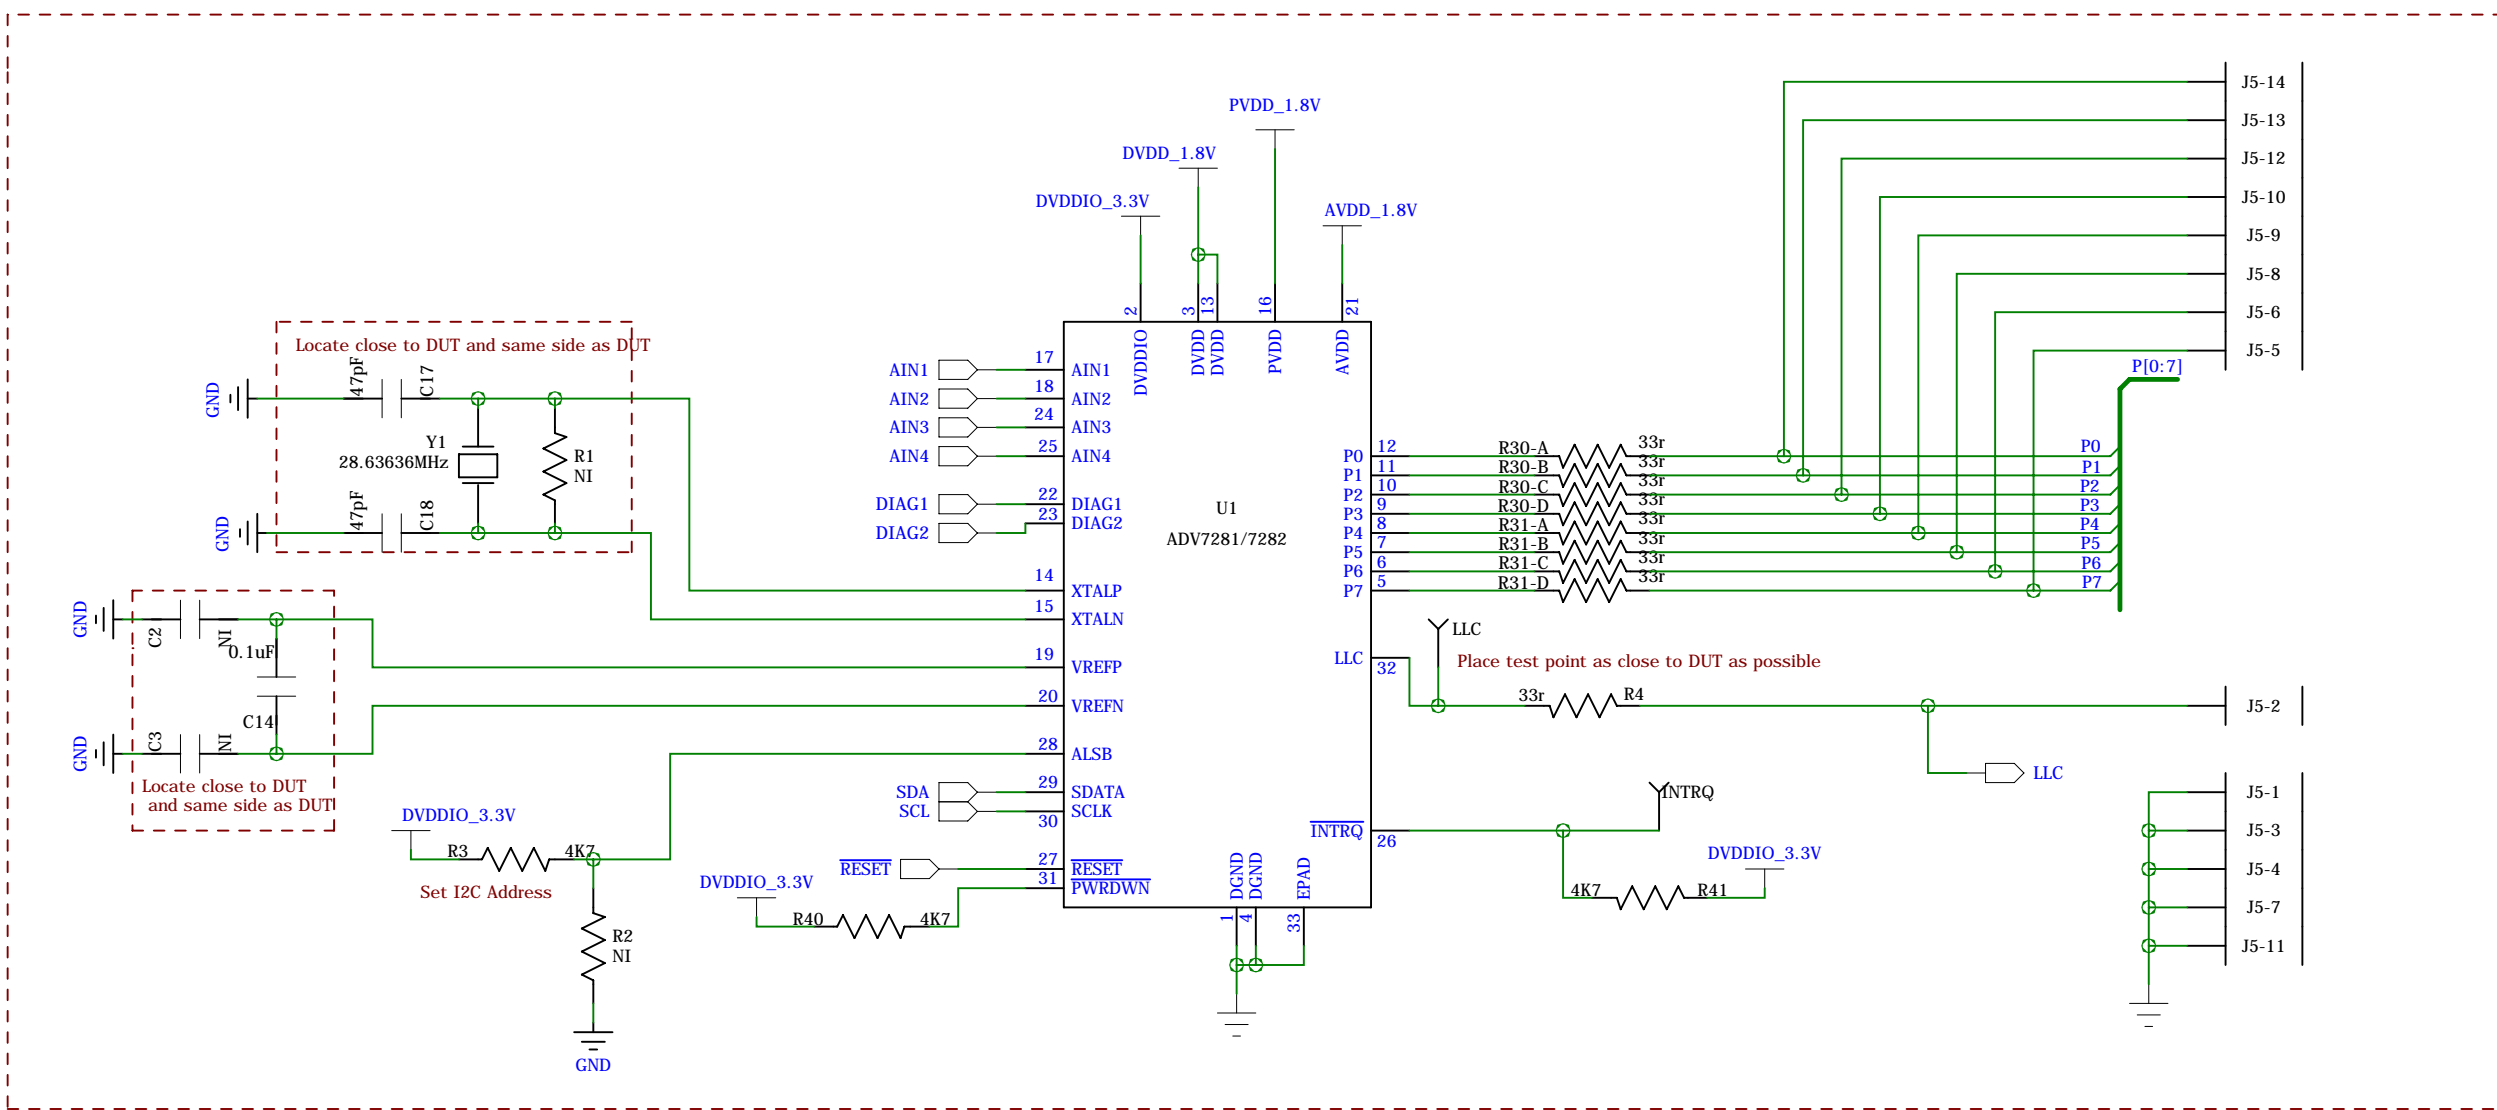 J5-14
J5-13
J5-12
J5-10
J5-9
J5-8
J5-6
J5-5
P[0:7]
PVDD_1.8V
DVDD_1.8V
DVDDIO_3.3V
AVDD_1.8V
2
3
13
16
21
DVDDIO
DVDD
DVDD
PVDD
AVDD
Locate close to DUT and same side as DUT
GND
47pF
C17
Y1
28.63636MHz
R1
NI
GND
47pF
C18
AIN1
17
AIN1
AIN2
18
AIN2
AIN3
24
AIN3
AIN4
25
AIN4
DIAG1
22
DIAG1
DIAG2
23
DIAG2
14
XTALP
15
XTALN
19
VREFP
20
VREFN
28
ALSB
SDA
29
SDATA
SCL
30
SCLK
RESET
27
RESET
31
PWRDWN
U1
ADV7281/7282
P0
12
R30-A
33r
P0
P1
11
R30-B
33r
P1
P2
10
R30-C
33r
P2
P3
9
R30-D
33r
P3
P4
8
R31-A
33r
P4
P5
7
R31-B
33r
P5
P6
6
R31-C
33r
P6
P7
5
R31-D
33r
P7
LLC
LLC
32
Place test point as close to DUT as possible
33r
R4
J5-2
LLC
INTRQ
INTRQ
26
DVDDIO_3.3V
4K7
R41
J5-1
J5-3
J5-4
J5-7
J5-11
GND
C2
NI
0.1uF
C14
GND
C3
NI
Locate close to DUT
and same side as DUT
DVDDIO_3.3V
R3
4K7
Set I2C Address
R2
NI
GND
DVDDIO_3.3V
R40
4K7
DGND
DGND
EPAD
1
4
33